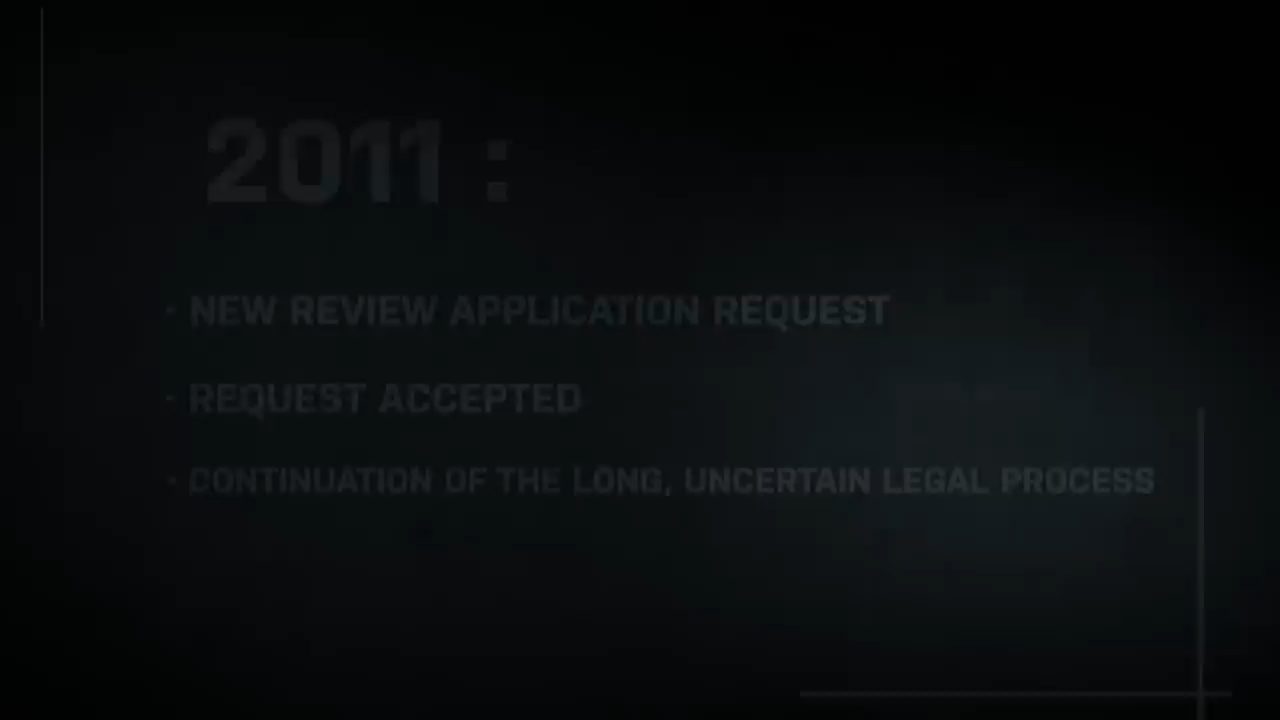 2011 :
· NEW REVIEW APPLICATION REQUEST
· REQUEST ACCEPTED
· CONTINUATION OF THE LONG, UNCERTAIN LEGAL PROCESS